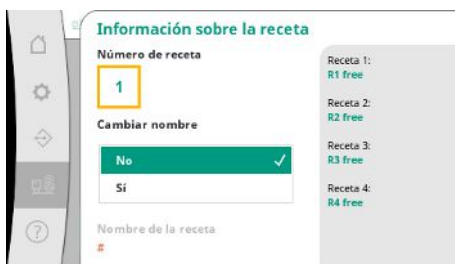 Información sobre la receta
Número de receta
1
Cambiar nombre
No
Sí
Nombre de la receta
#
Receta 1:
R1 free
Receta 2:
R2 free
Receta 3:
R3 free
Receta 4:
R4 free
?